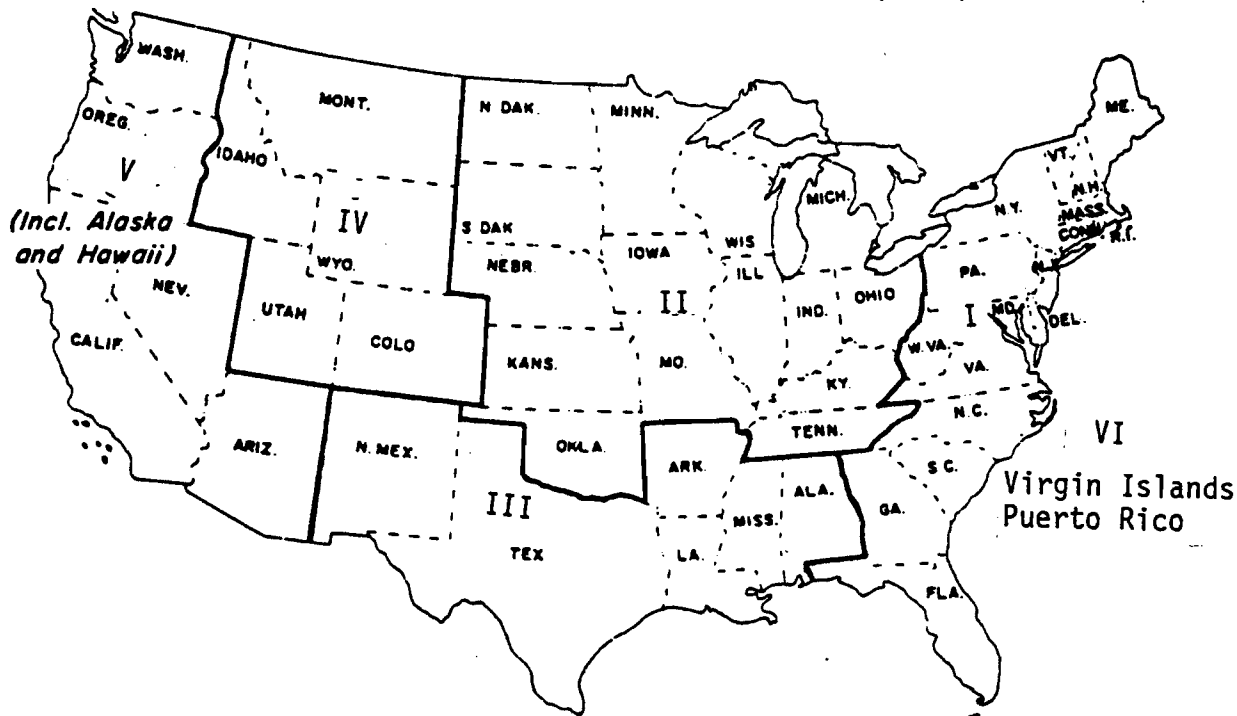 WASH.
MONT.
N DAK.
MINN.
ME.
OREG.
IDAHO
V
VT.
N.H.
MICH.
N.Y.
MASS.
CONN.
R.I.
(Incl. Alaska
and Hawaii)
IV
S DAK
WYO.
NEBR.
IOWA
WIS
ILL
PA.
N.J.
NEV.
UTAH
COLO
II
IND.
OHIO
I
MD.
DEL.
CALIF.
KANS.
MO.
W.VA.
VA.
KY.
N.C.
TENN.
ARIZ.
N.MEX.
OKLA.
ARK.
VI
S.C.
Virgin Islands
Puerto Rico
III
ALA.
GA.
MISS.
TEX
LA.
FLA.